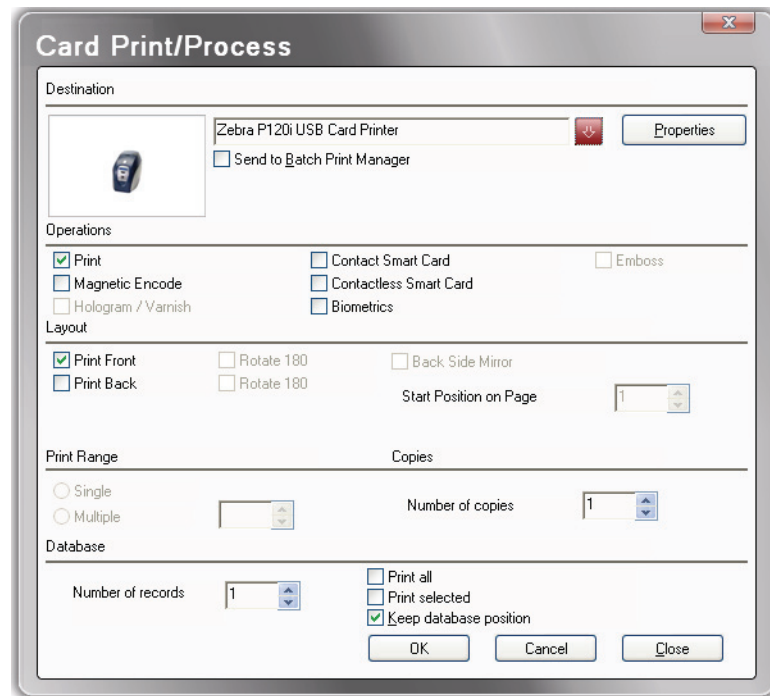 Card Print/Process
x
Destination
Zebra P120i USB Card Printer
Properties
Send to Batch Print Manager
Operations
Print
Contact Smart Card
Emboss
Magnetic Encode
Contactless Smart Card
Hologram / Varnish
Biometrics
Layout
Print Front
Rotate 180
Back Side Mirror
Print Back
Rotate 180
Start Position on Page
1
Print Range
Copies
Single
Multiple
Number of copies
1
Database
Number of records
1
Print all
Print selected
Keep database position
OK
Cancel
Close